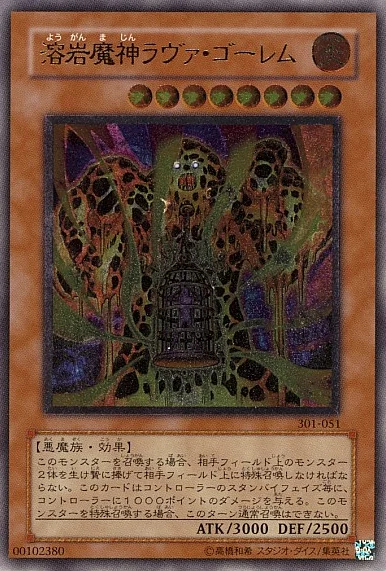 ようがんまじん
溶岩魔神ラヴァ・ゴーレム
301-051
あくまぞく こうか
【悪魔族・効果】
このモンスターを召喚する場合、相手フィールド上のモンスター
2体を生け贄に捧げて相手フィールド上に特殊召喚しなければな
らない。このカードはコントローラーのスタンバイフェイズ毎に、
コントローラーに1000ポイントのダメージを与える。このモ
ンスターを特殊召喚する場合、このターン通常召喚はできない。
ATK/3000 DEF/2500
00102380
©高橋和希 スタジオ・ダイス/集英社